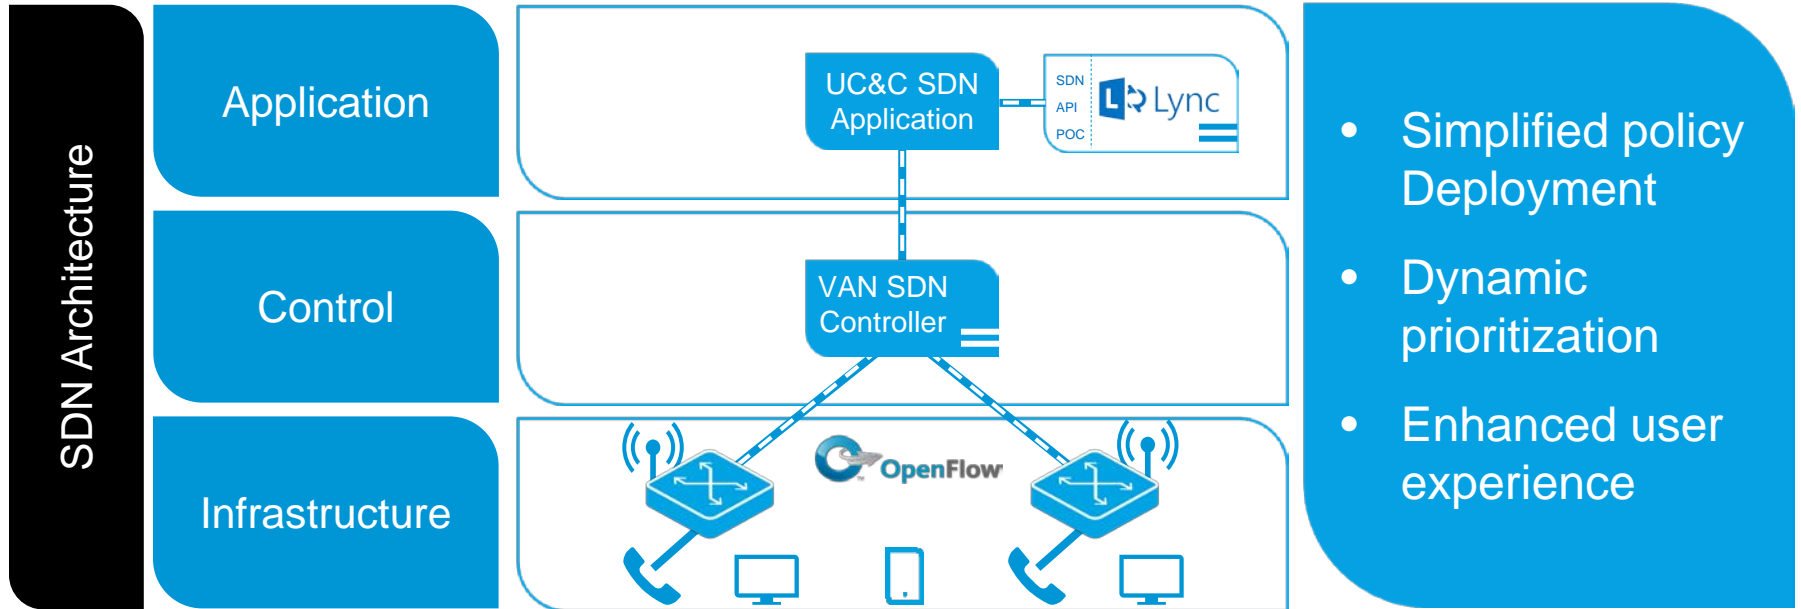 SDN Architecture
Application
UC&C SDN
Application
SDN
API
POC
L Lync
Control
VAN SDN
Controller
Infrastructure
OpenFlow
TM
• Simplified policy
Deployment
• Dynamic
prioritization
• Enhanced user
experience